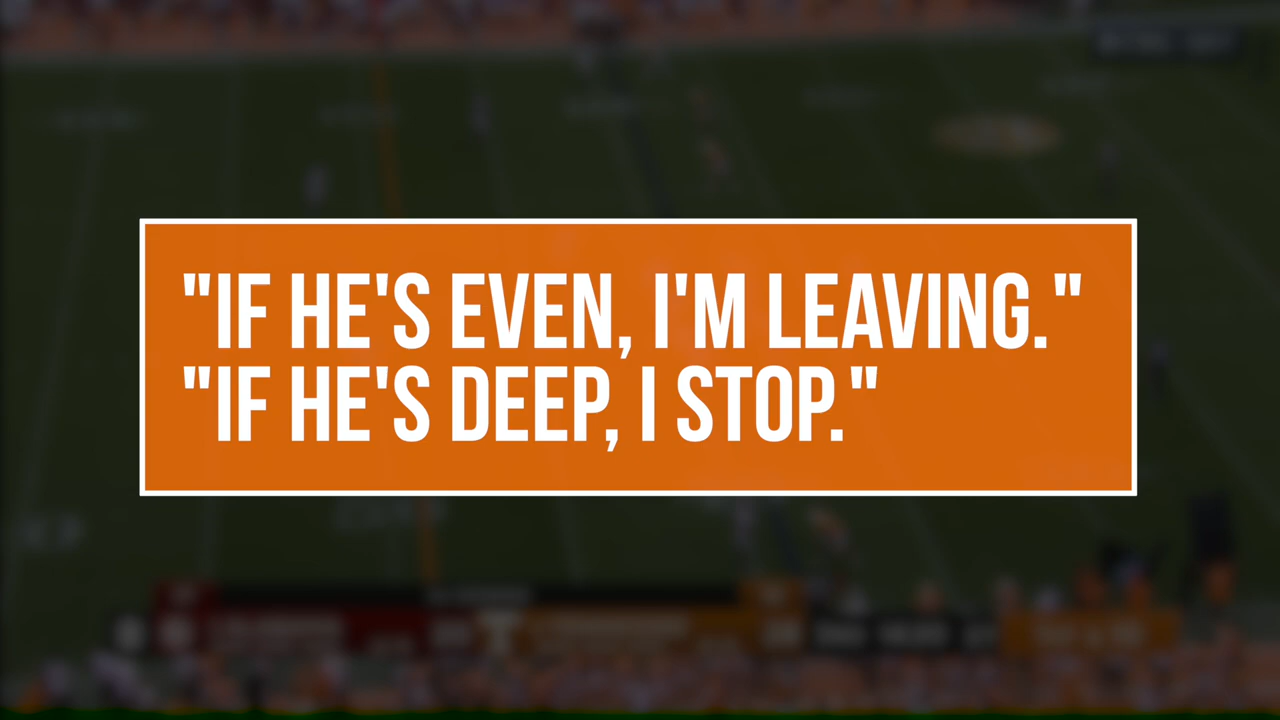 "IF HE'S EVEN, I'M LEAVING."
"IF HE'S DEEP, I STOP."